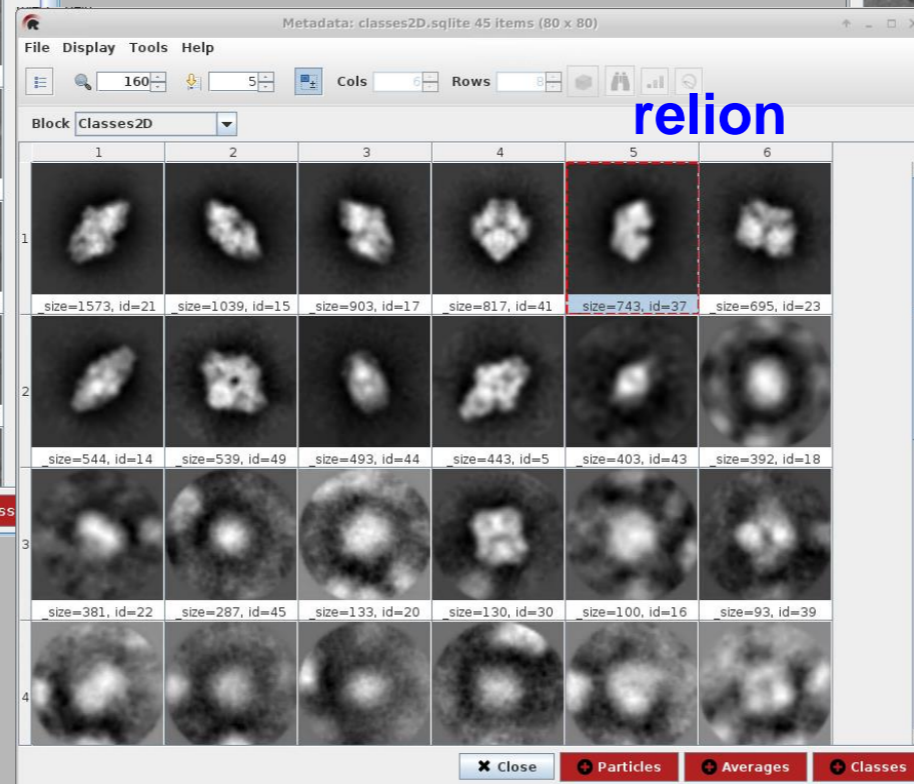 Metadata: classes2D.sqlite 45 items (80 x 80)
File Display Tools Help
160 5 Cols 6 Rows 8
relion
Block Classes2D
1 2 3 4 5 6
1
_size=1573, id=21 _size=1039, id=15 _size=903, id=17 _size=817, id=41 _size=743, id=37 _size=695, id=23
2
_size=544, id=14 _size=539, id=49 _size=493, id=44 _size=443, id=5 _size=403, id=43 _size=392, id=18
ss
3
_size=381, id=22 _size=287, id=45 _size=133, id=20 _size=130, id=30 _size=100, id=16 _size=93, id=39
4
Close Particles Averages Classes